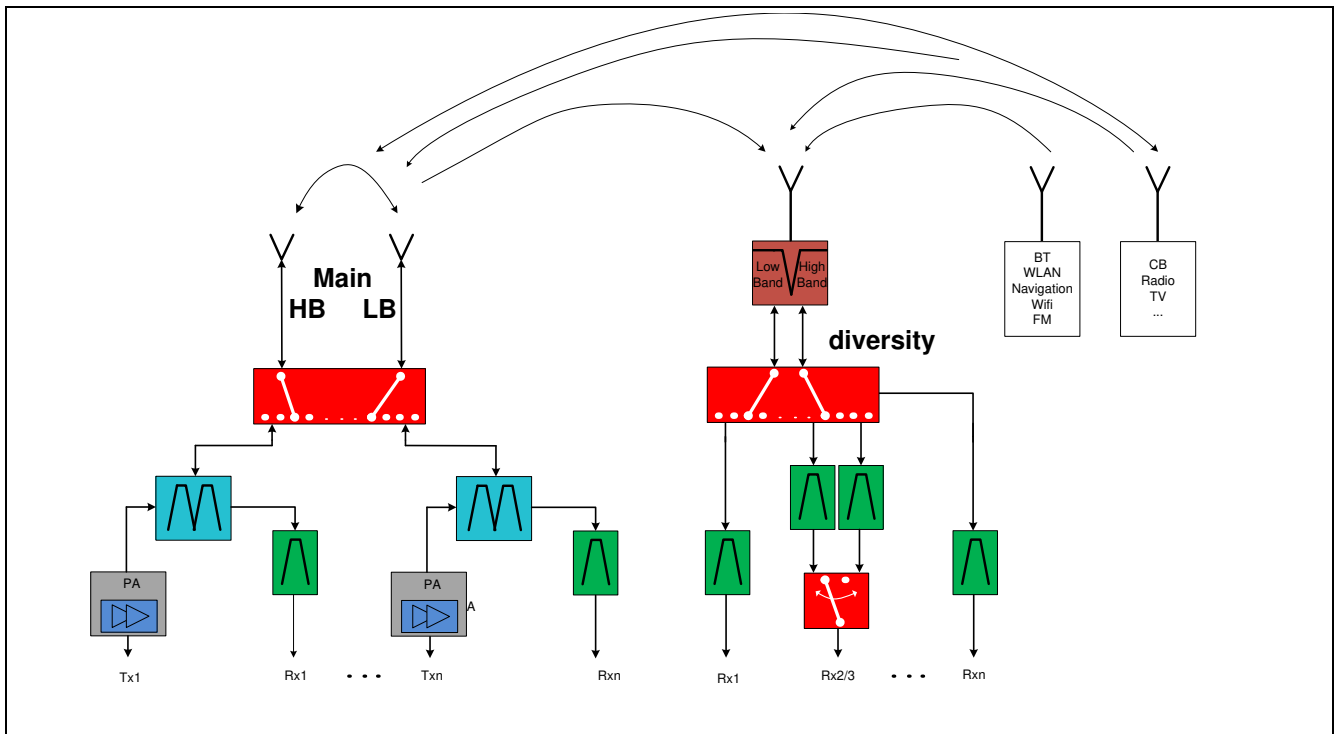 Main
HB
LB
Low
Band
High
Band
diversity
BT
WLAN
Navigation
Wifi
FM
CB
Radio
TV
...
PA
PA
A
Tx1
Rx1
Txn
Rxn
Rx1
Rx2/3
Rxn